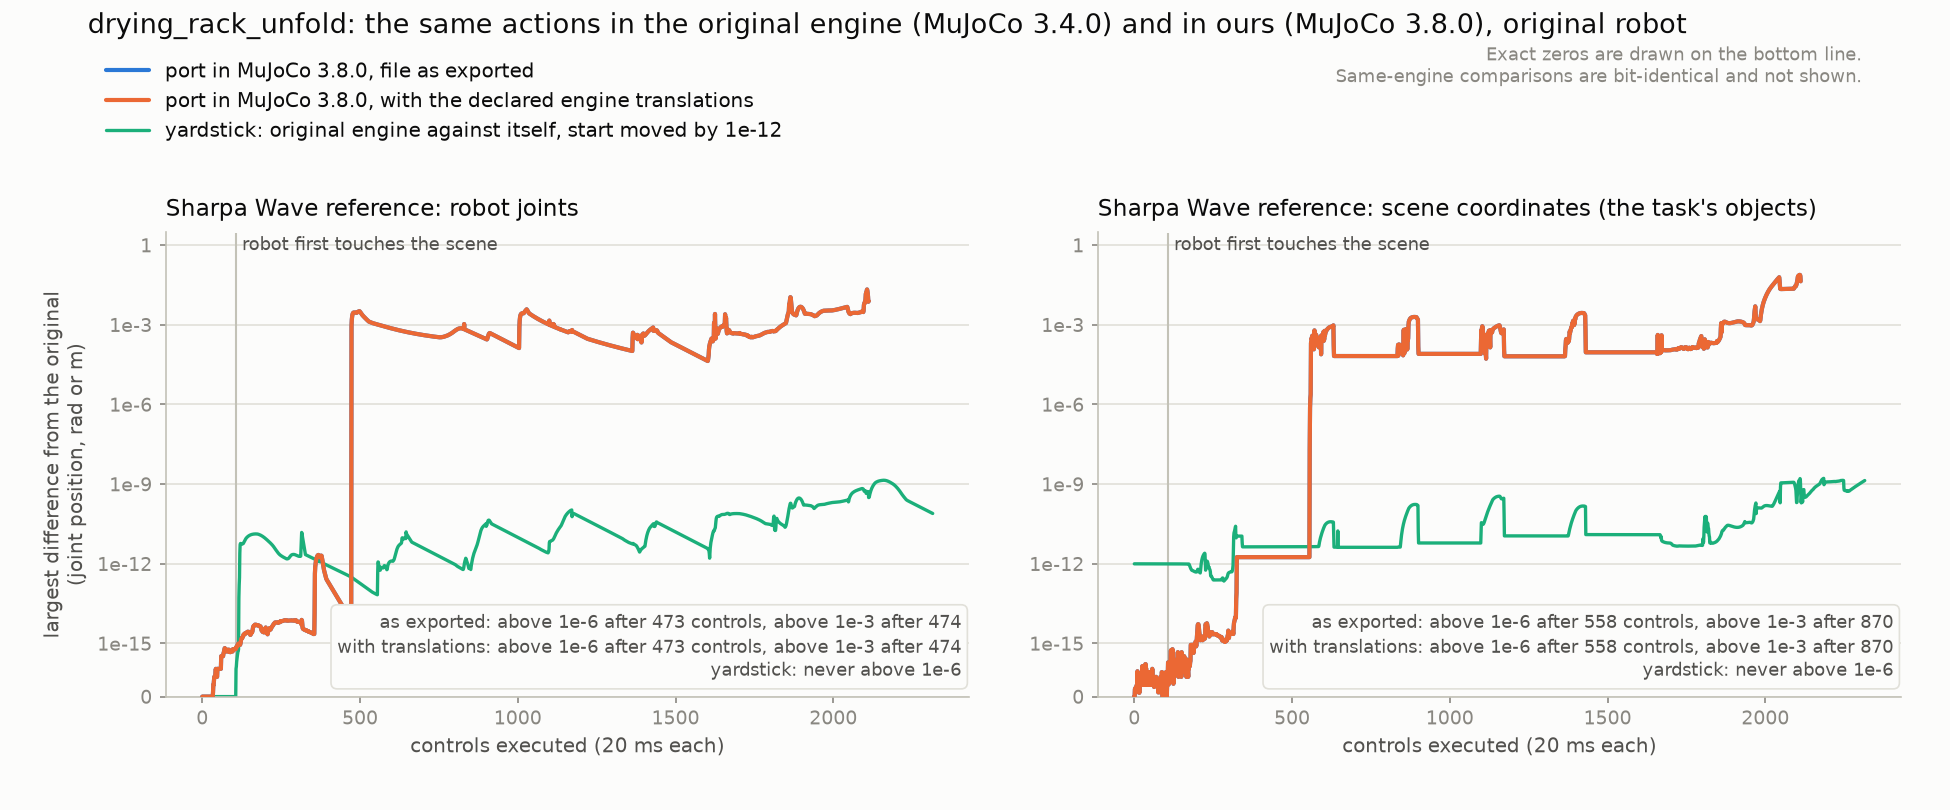 drying_rack_unfold: the same actions in the original engine (MuJoCo 3.4.0) and in ours (MuJoCo 3.8.0), original robot
Exact zeros are drawn on the bottom line.
Same-engine comparisons are bit-identical and not shown.
port in MuJoCo 3.8.0, file as exported
port in MuJoCo 3.8.0, with the declared engine translations
yardstick: original engine against itself, start moved by 1e-12
Sharpa Wave reference: robot joints
robot first touches the scene
largest difference from the original
(joint position, rad or m)
1
1e-3
1e-6
1e-9
1e-12
1e-15
0
as exported: above 1e-6 after 473 controls, above 1e-3 after 474
with translations: above 1e-6 after 473 controls, above 1e-3 after 474
yardstick: never above 1e-6
0 500 1000 1500 2000
controls executed (20 ms each)
Sharpa Wave reference: scene coordinates (the task's objects)
robot first touches the scene
1
1e-3
1e-6
1e-9
1e-12
1e-15
0
as exported: above 1e-6 after 558 controls, above 1e-3 after 870
with translations: above 1e-6 after 558 controls, above 1e-3 after 870
yardstick: never above 1e-6
0 500 1000 1500 2000
controls executed (20 ms each)